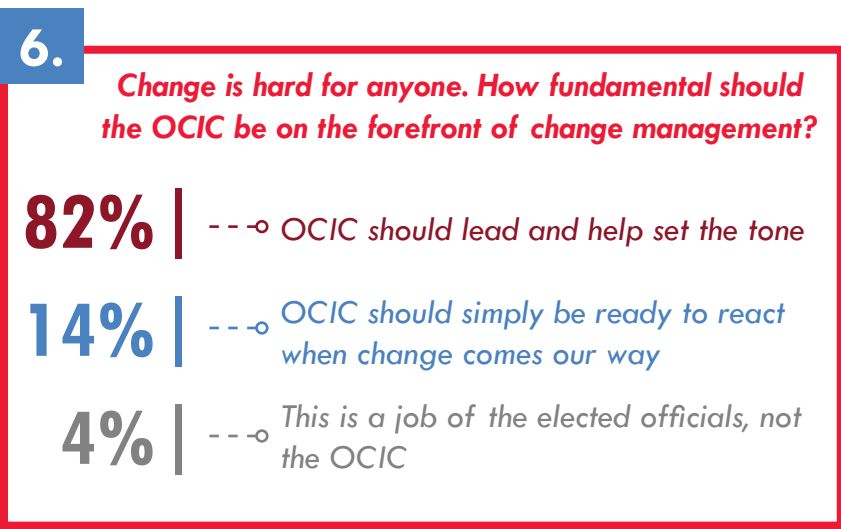 6.
Change is hard for anyone. How fundamental should
the OCIC be on the forefront of change management?
82%
OCIC should lead and help set the tone
14%
OCIC should simply be ready to react
when change comes our way
4%
This is a job of the elected officials, not
the OCIC